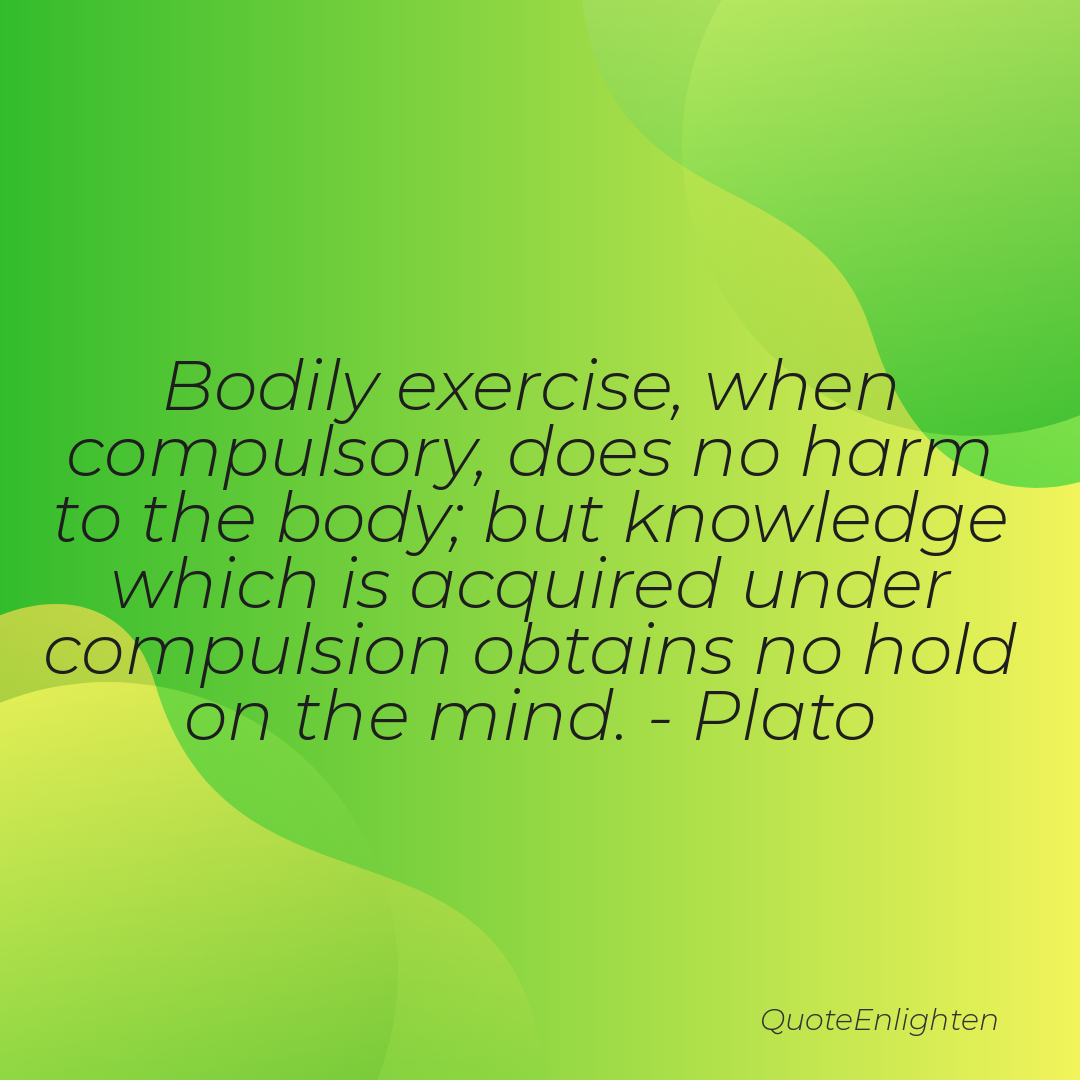 Bodily exercise, when
compulsory, does no harm
to the body; but knowledge
which is acquired under
compulsion obtains no hold
on the mind. - Plato
QuoteEnlighten